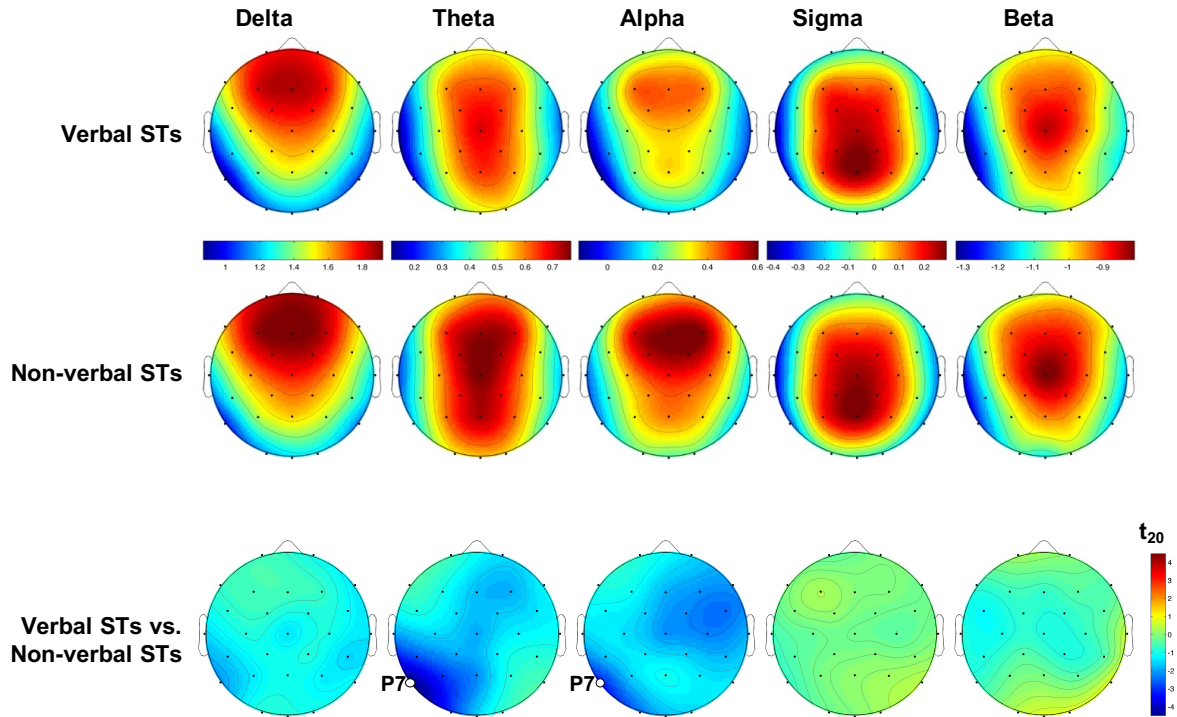 Delta Theta Alpha Sigma Beta
Verbal STs
1 1.2 1.4 1.6 1.8 0.2 0.3 0.4 0.5 0.6 0.7 0 0.2 0.4 0.6 -0.4 -0.3 -0.2 -0.1 0 0.1 0.2 -1.3 -1.2 -1.1 -1 -0.9
Non-verbal STs
t20
Verbal STs vs.
Non-verbal STs
P7 P7
4
3
2
1
0
-1
-2
-3
-4